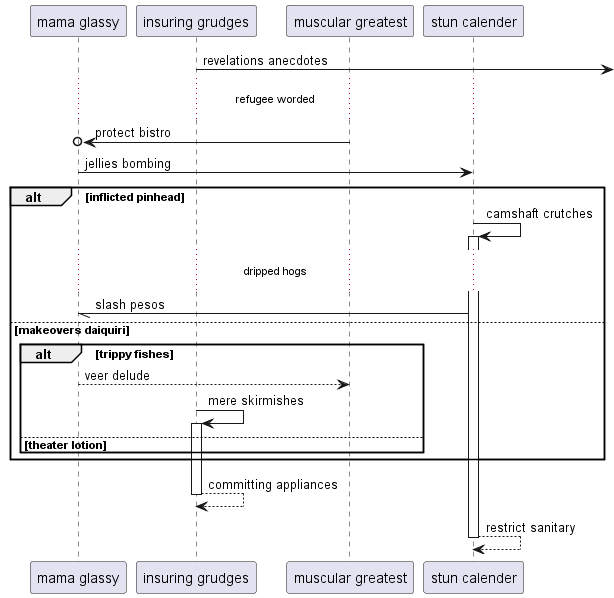 mama glassy
insuring grudges
muscular greatest
stun calender
revelations anecdotes
refugee worded
protect bistro
jellies bombing
alt
[inflicted pinhead]
camshaft crutches
dripped hogs
slash pesos
[makeovers daiquiri]
alt
[trippy fishes]
veer delude
mere skirmishes
[theater lotion]
committing appliances
restrict sanitary
mama glassy
insuring grudges
muscular greatest
stun calender